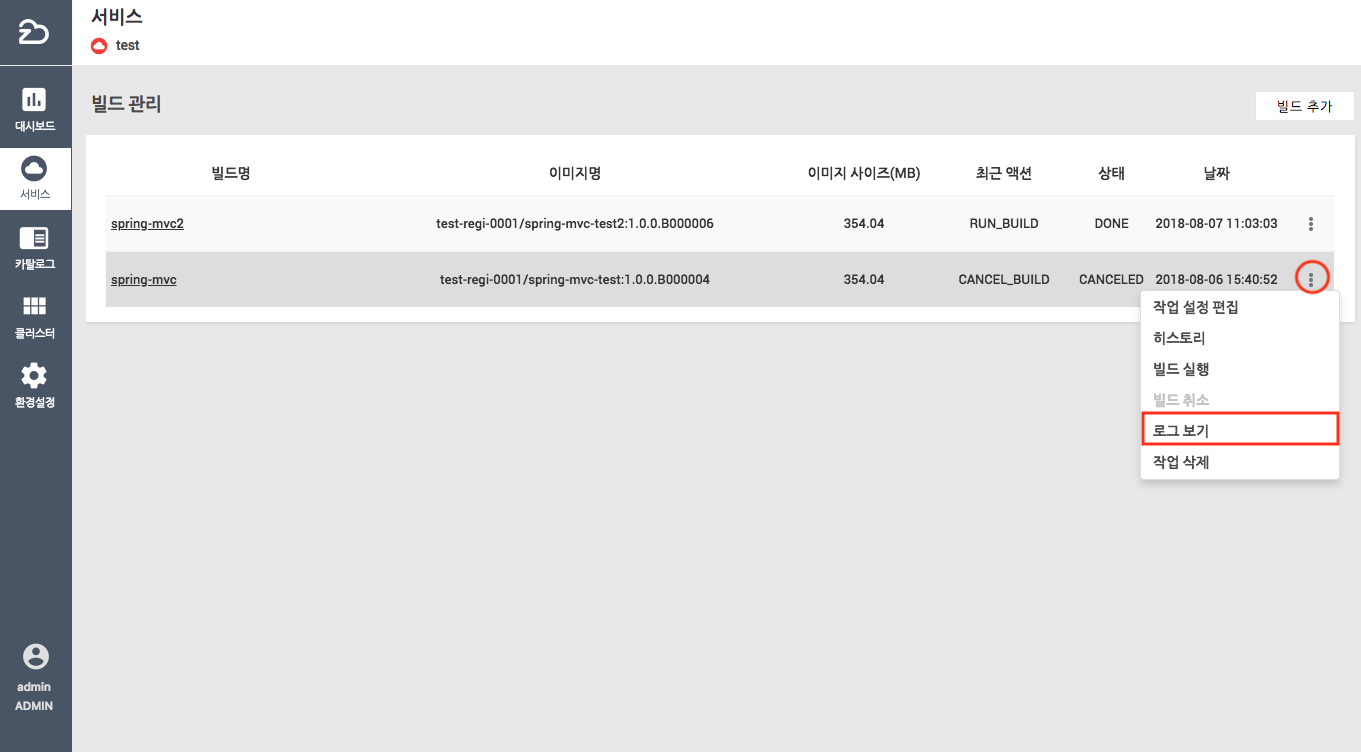 서비스
test
대시보드
서비스
카탈로그
클러스터
환경설정
admin
ADMIN
빌드 관리
빌드 추가
빌드명 이미지명 이미지 사이즈(MB) 최근 액션 상태 날짜
spring-mvc2 test-regi-0001/spring-mvc-test2:1.0.0.B000006 354.04 RUN_BUILD DONE 2018-08-07 11:03:03
spring-mvc test-regi-0001/spring-mvc-test:1.0.0.B000004 354.04 CANCEL_BUILD CANCELED 2018-08-06 15:40:52
작업 설정 편집
히스토리
빌드 실행
빌드 취소
로그 보기
작업 삭제